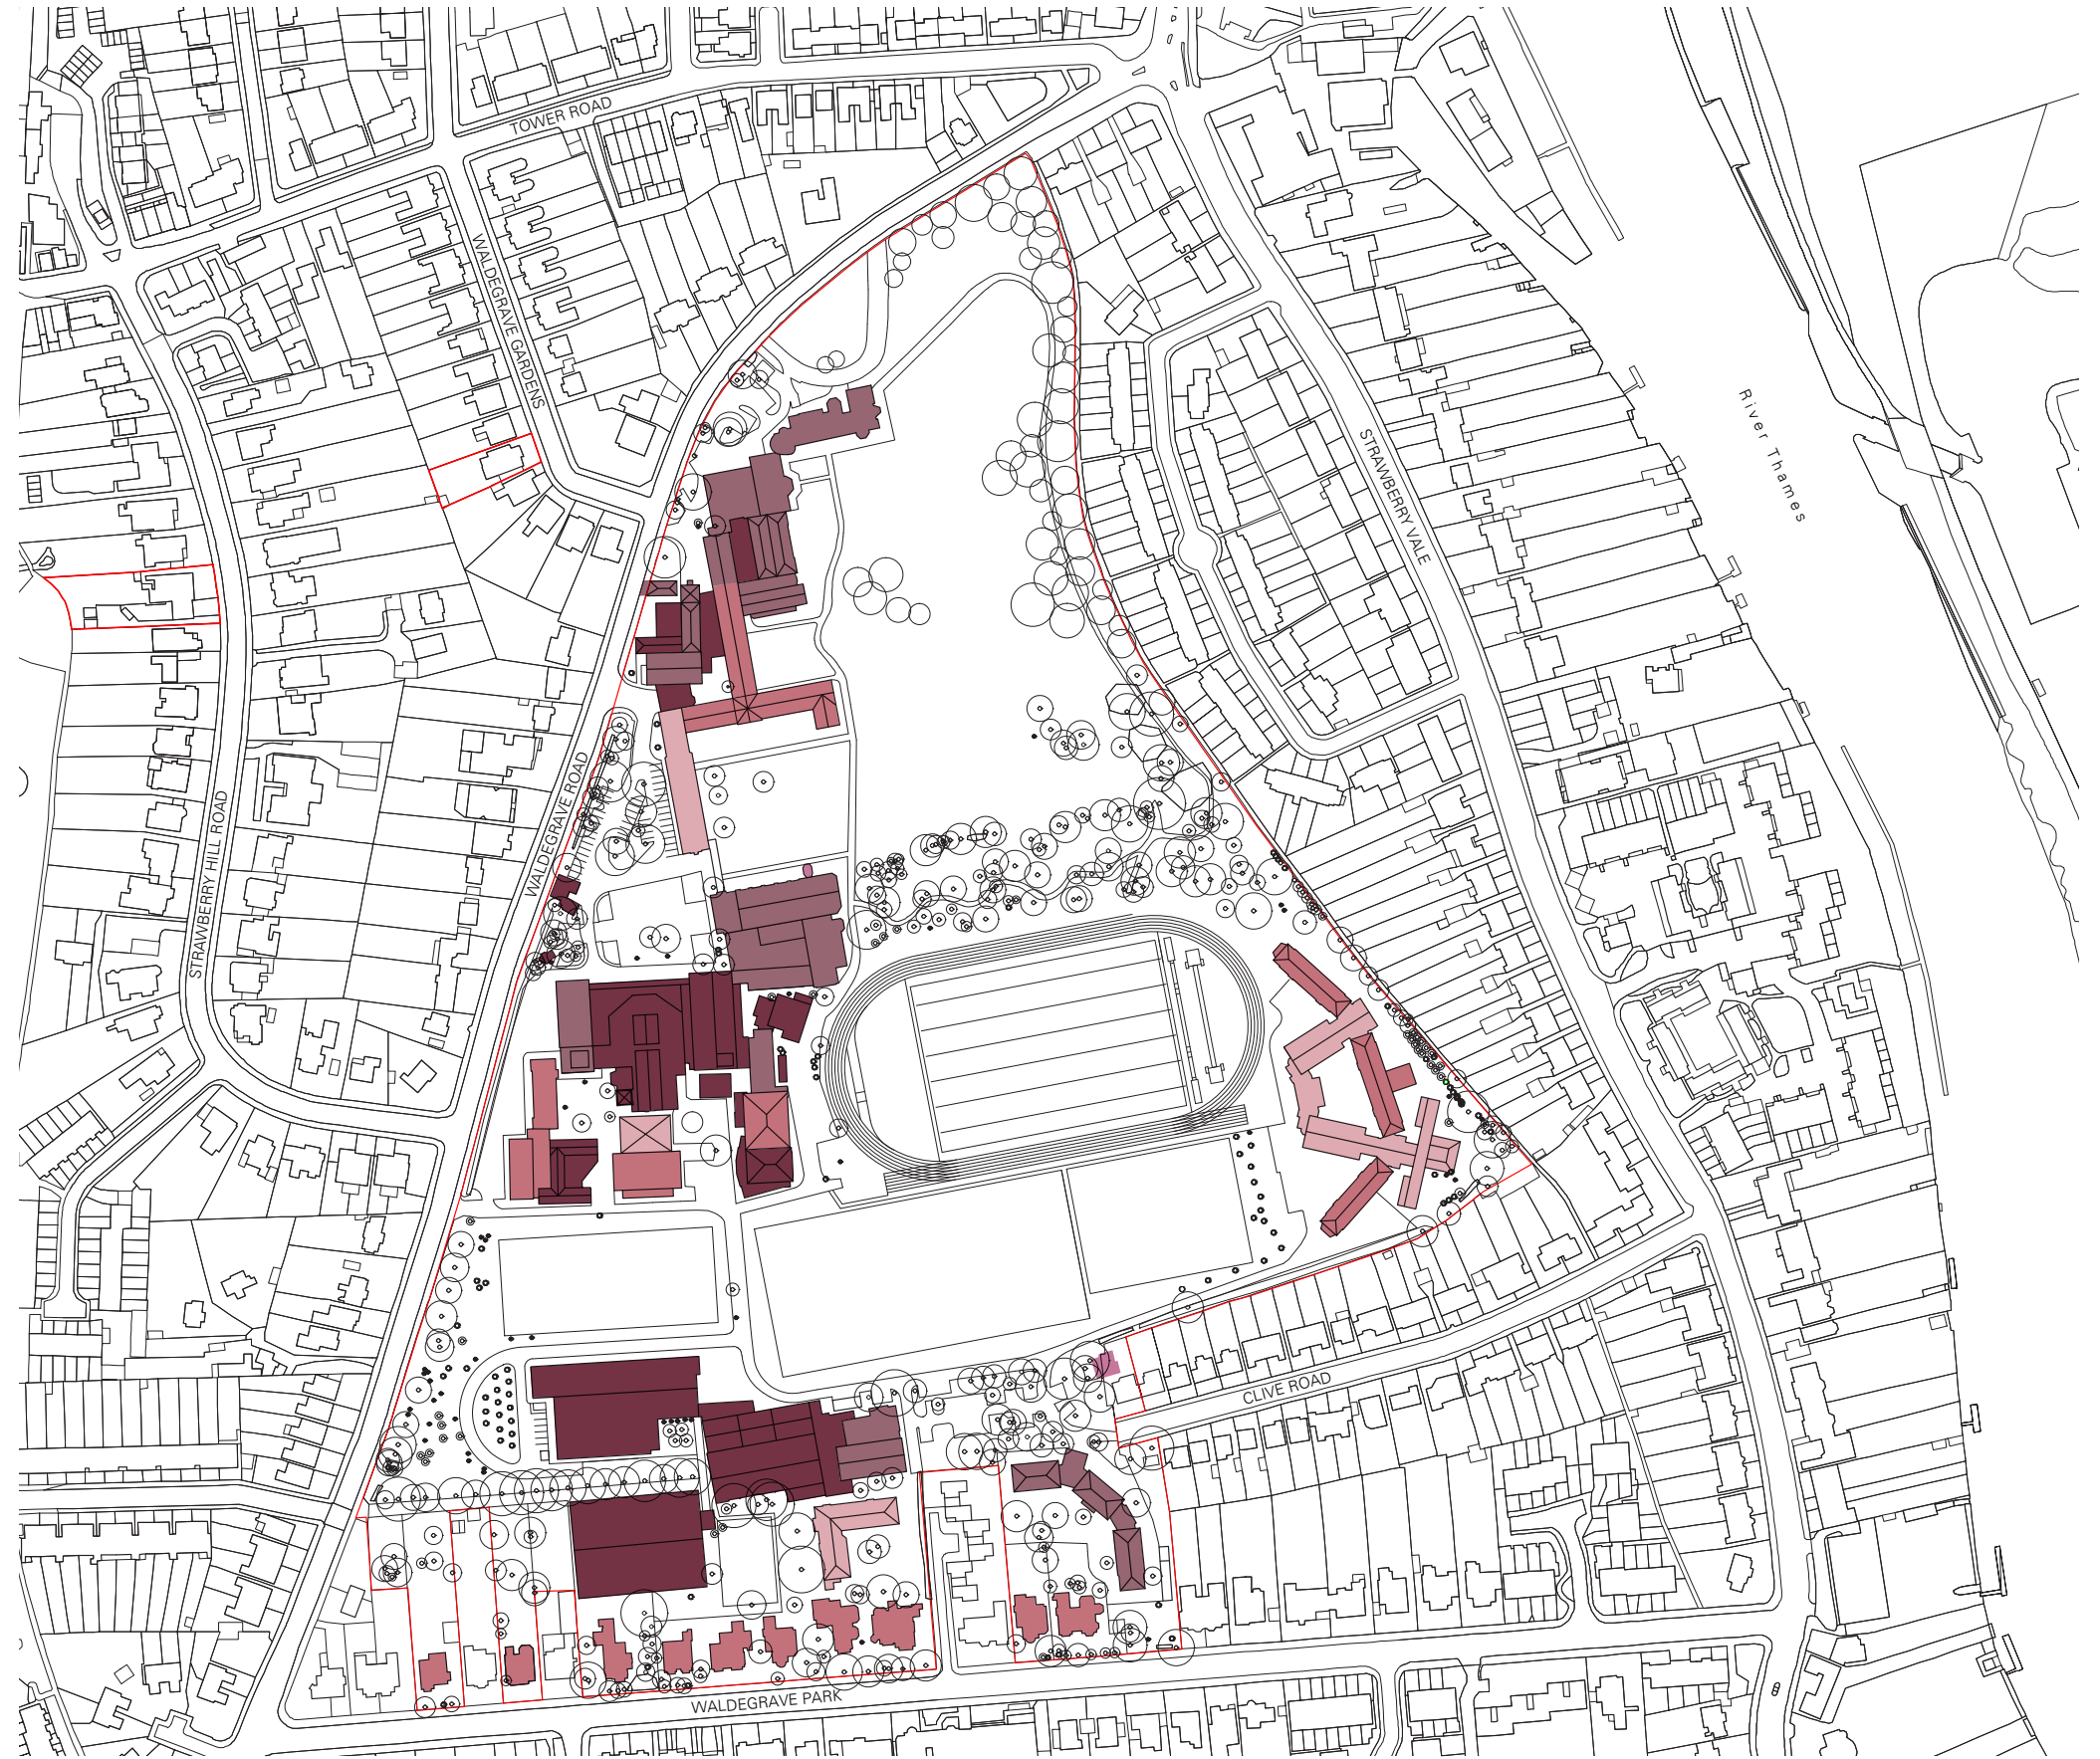 TOWER ROAD
WALDEGRAVE GARDENS
River Thames
STRAWBERRY VALE
WALDEGRAVE ROAD
STRAWBERRY HILL ROAD
CLIVE ROAD
WALDEGRAVE PARK